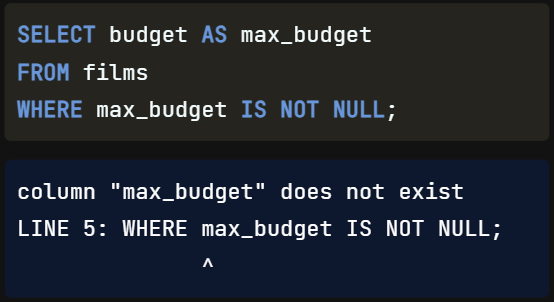 SELECT budget AS max_budget
FROM films
WHERE max_budget IS NOT NULL;
column "max_budget" does not exist
LINE 5: WHERE max_budget IS NOT NULL;
^